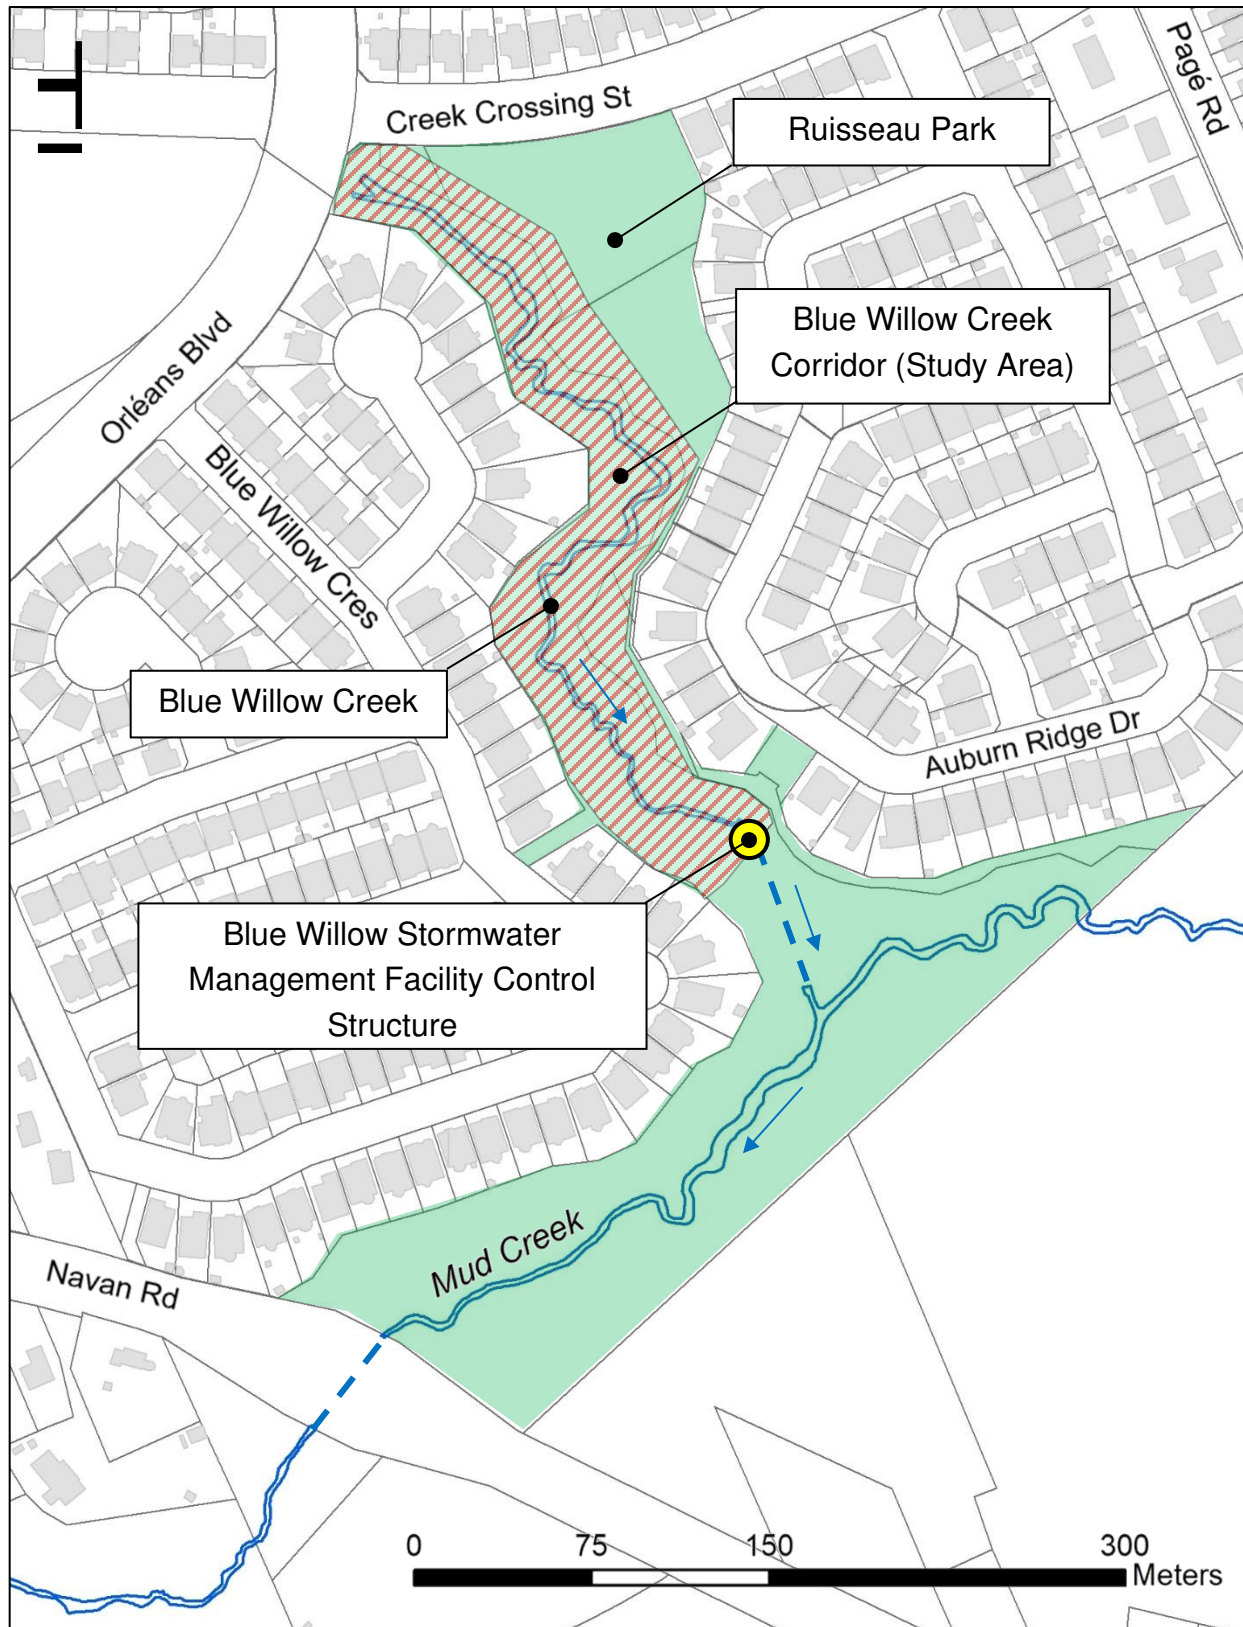 Creek Crossing St
Pagé Rd
Ruisseau Park
Blue Willow Creek
Corridor (Study Area)
Orléans Blvd
Blue Willow Cres
Blue Willow Creek
Auburn Ridge Dr
Blue Willow Stormwater
Management Facility Control
Structure
Mud Creek
Navan Rd
0 75 150 300
Meters